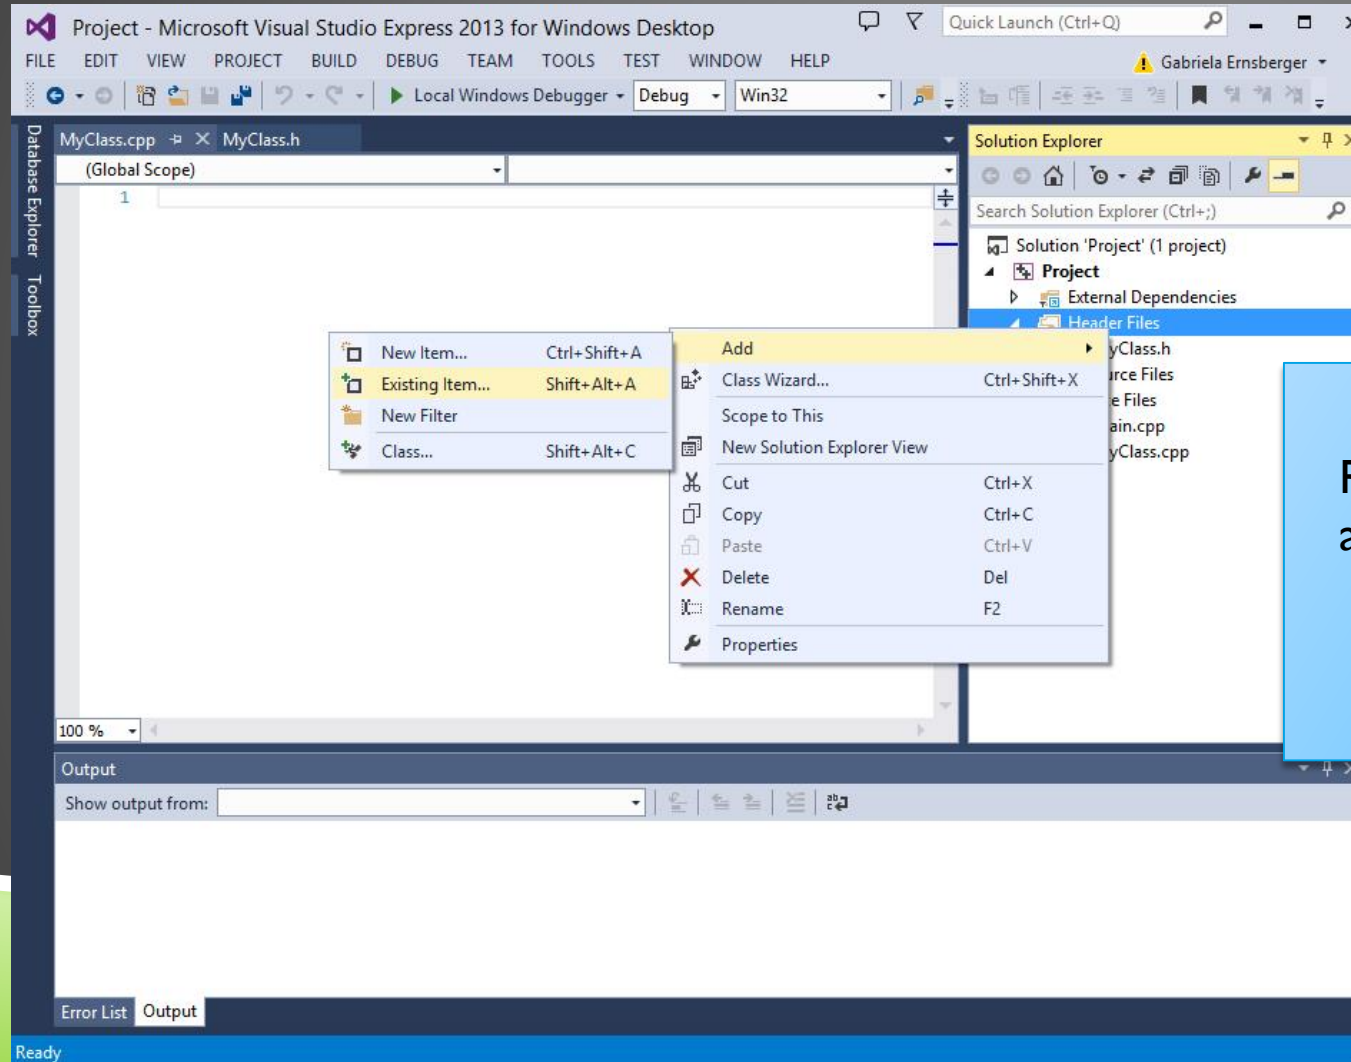 Project - Microsoft Visual Studio Express 2013 for Windows Desktop
Quick Launch (Ctrl+Q)
FILE EDIT VIEW PROJECT BUILD DEBUG TEAM TOOLS TEST WINDOW HELP
Gabriela Ernsberger
Local Windows Debugger Debug Win32
Database Explorer
Toolbox
MyClass.cpp MyClass.h
(Global Scope)
1
Solution Explorer
Search Solution Explorer (Ctrl+;)
Solution 'Project' (1 project)
Project
External Dependencies
Header Files
yClass.h
urce Files
e Files
ain.cpp
yClass.cpp
New Item... Ctrl+Shift+A
Existing Item... Shift+Alt+A
New Filter
Class... Shift+Alt+C
Add
Class Wizard... Ctrl+Shift+X
Scope to This
New Solution Explorer View
Cut Ctrl+X
Copy Ctrl+C
Paste Ctrl+V
Delete Del
Rename F2
Properties
100 %
Output
Show output from:
Error List Output
Ready